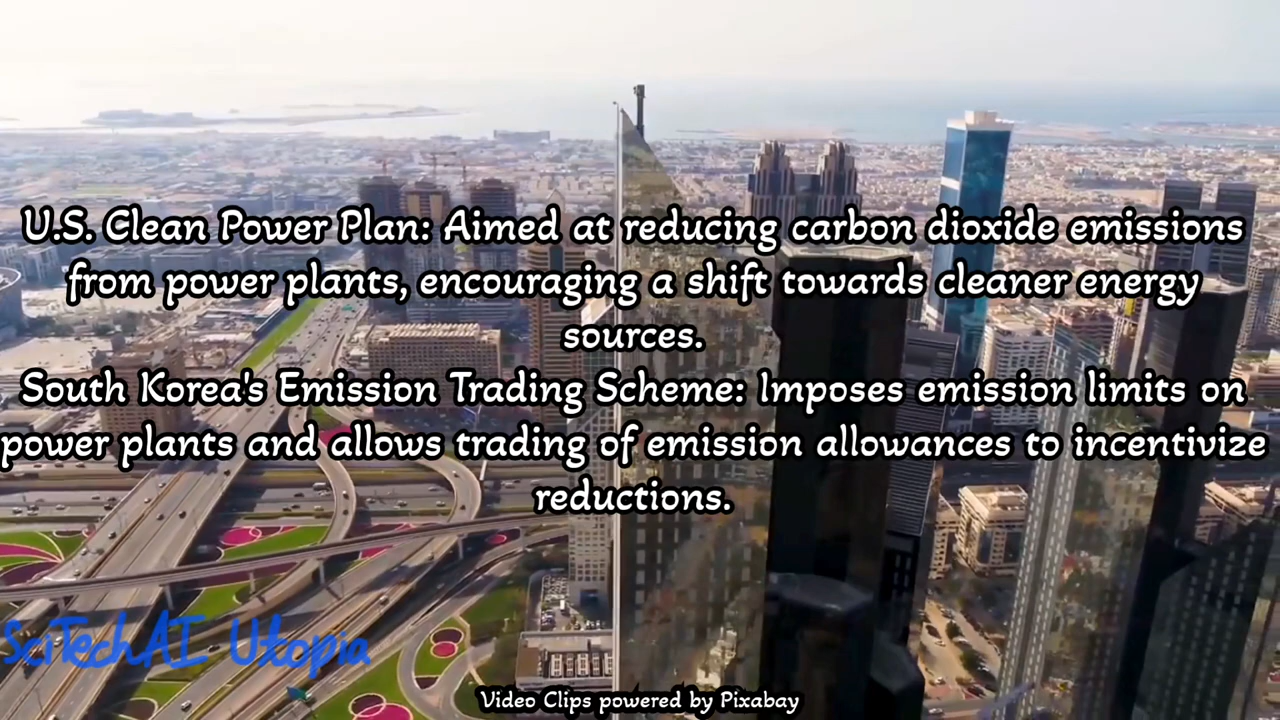 U.S. Clean Power Plan: Aimed at reducing carbon dioxide emissions
from power plants, encouraging a shift towards cleaner energy
sources.
South Korea's Emission Trading Scheme: Imposes emission limits on
power plants and allows trading of emission allowances to incentivize
reductions.
SciTechAI Utopia
Video Clips powered by Pixabay